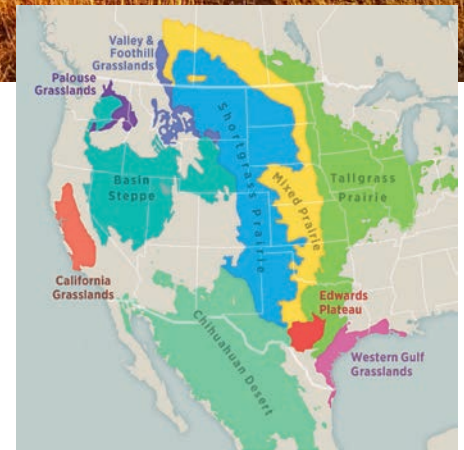 Valley &
Foothill
Grasslands
Palouse
Grasslands
Shortgrass Prairie
Mixed Prairie
Tallgrass
Prairie
Basin
Steppe
California
Grasslands
Edwards
Plateau
Western Gulf
Grasslands
Chihuahuan Desert